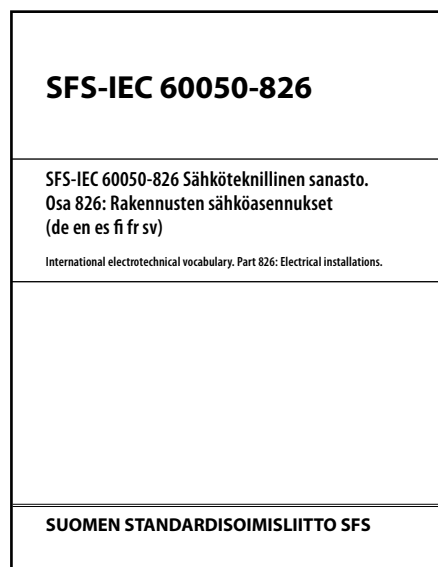 SFS-IEC 60050-826
SFS-IEC 60050-826 Sähköteknillinen sanasto.
Osa 826: Rakennusten sähköasennukset
(de en es fi fr sv)
International electrotechnical vocabulary. Part 826: Electrical installations.
SUOMEN STANDARDISOIMISLIITTO SFS